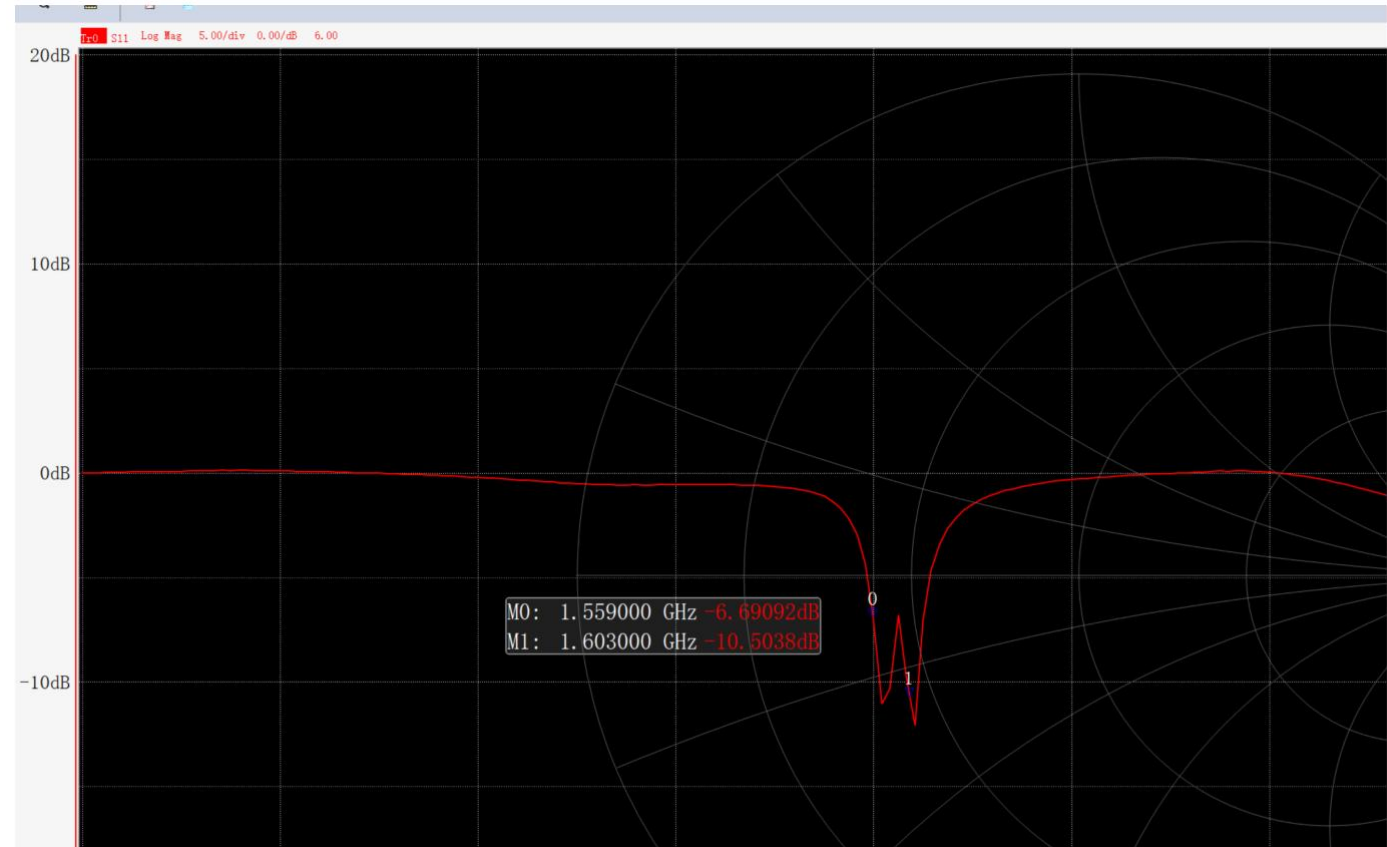 Tr0 S11 Log Mag 5.00/div 0.00/dB 6.00
20dB
10dB
0dB
0
M0: 1.559000 GHz -6.69092dB
M1: 1.603000 GHz -10.5038dB
1
-10dB